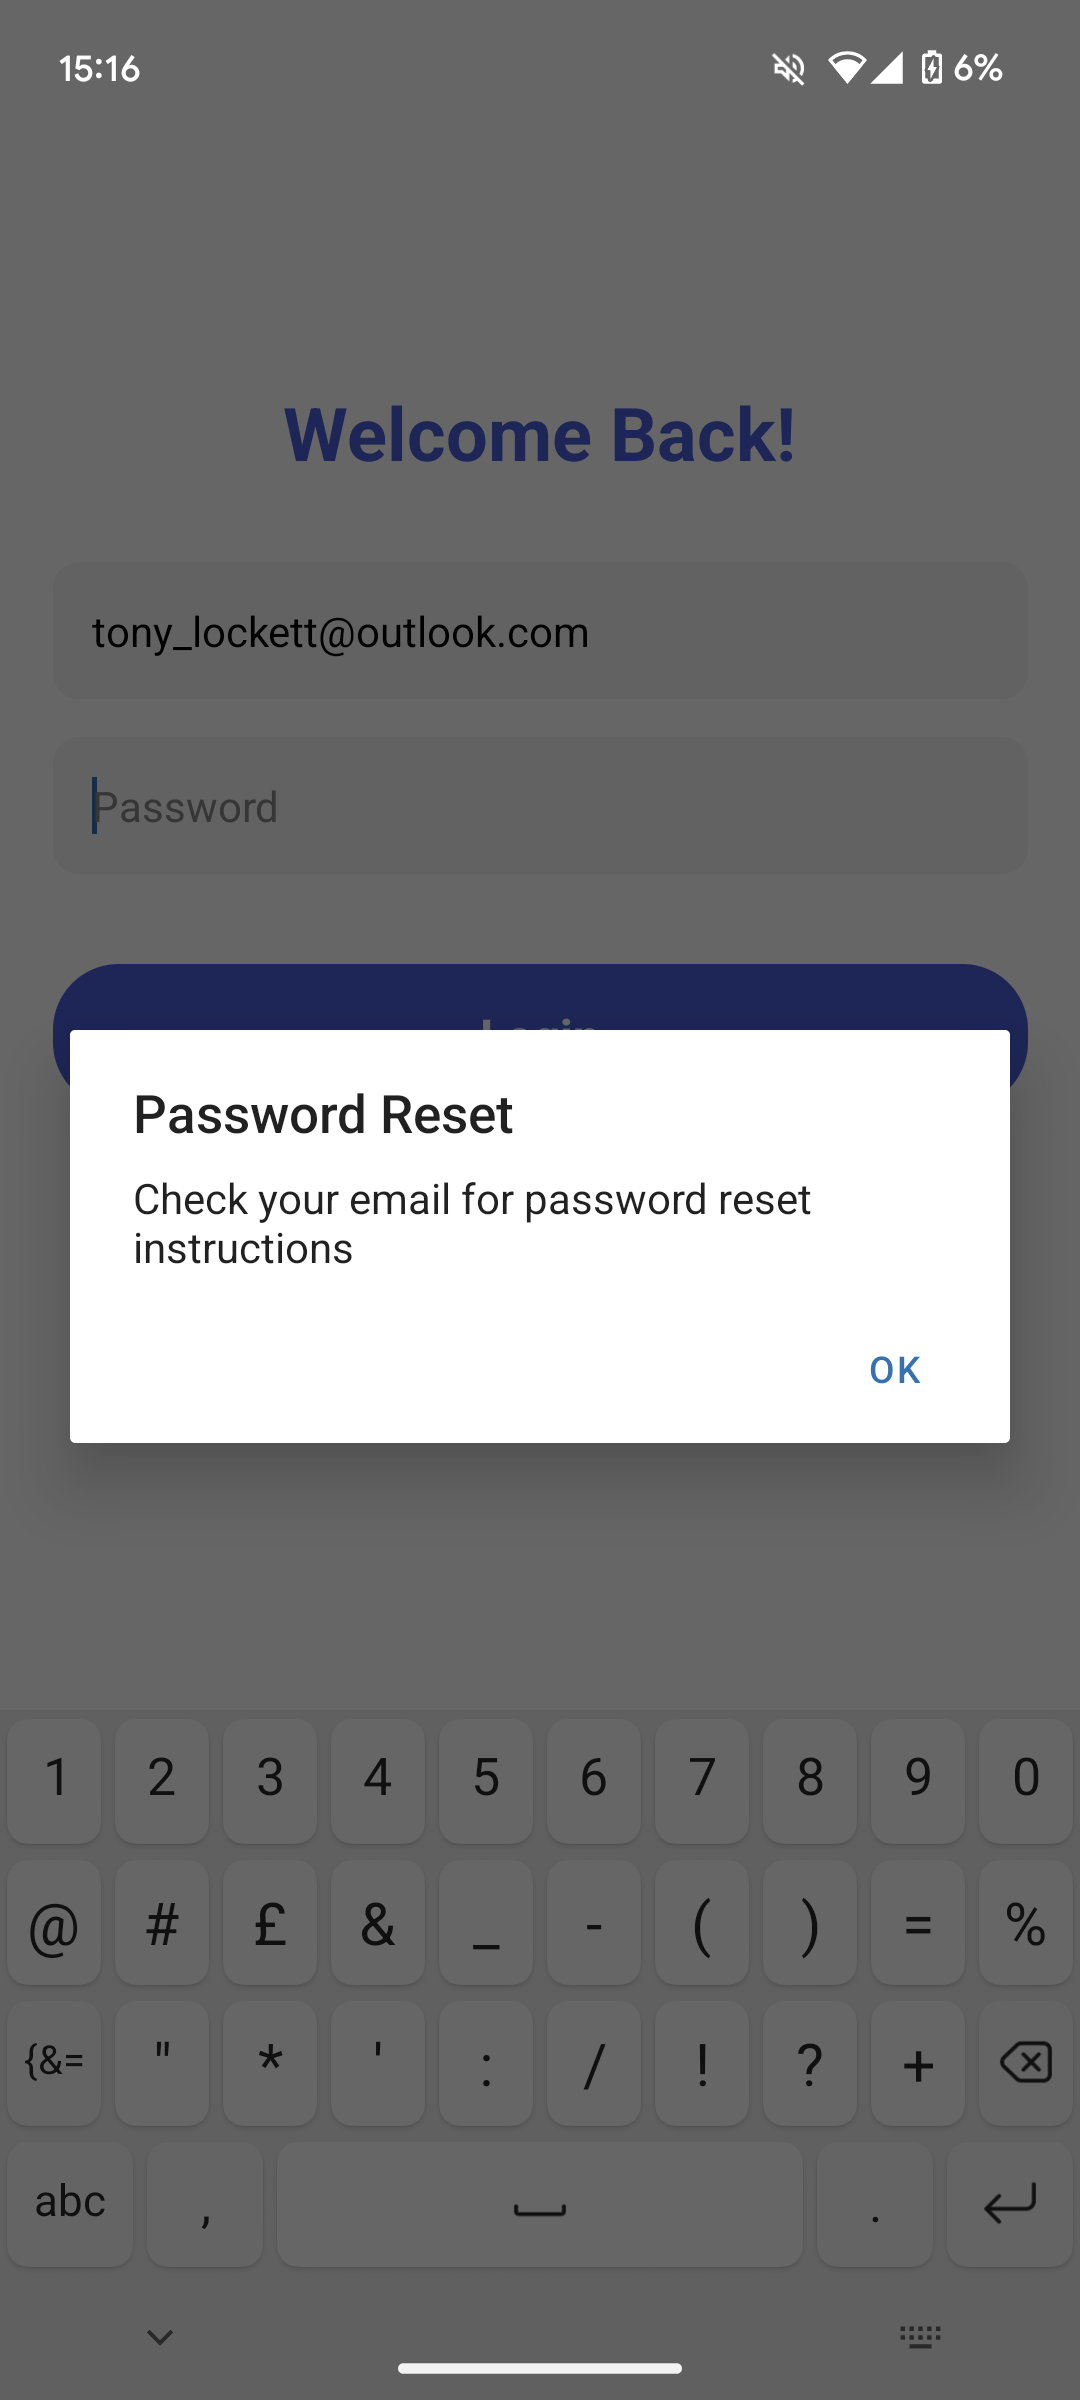 15:16 6%
Welcome Back!
tony_lockett@outlook.com
Password
Login
Password Reset
Check your email for password reset
instructions
OK
1 2 3 4 5 6 7 8 9 0
@ # £ & _ - ( ) = %
{&= " * ' : / ! ? +
abc , .